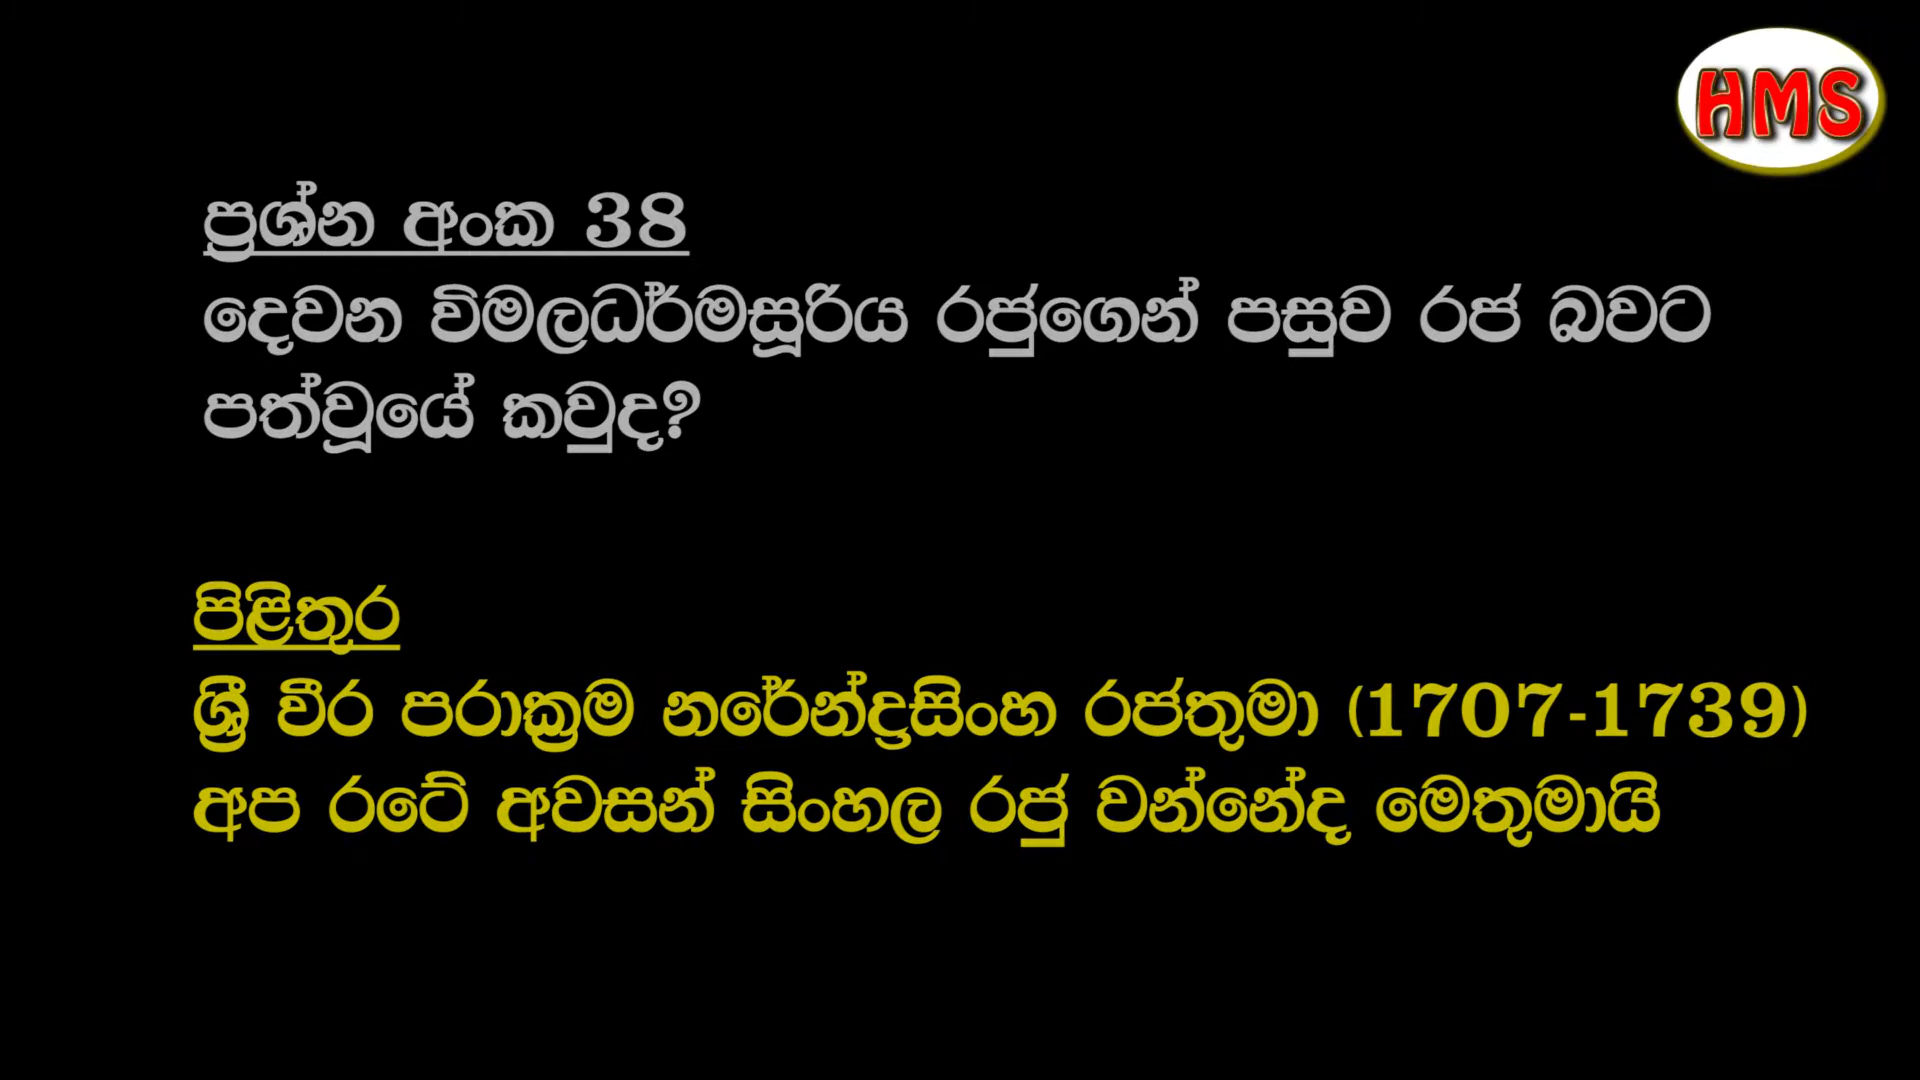 HMS
ප්‍රශ්න අංක 38
දෙවන විමලධර්මසූරිය රජුගෙන් පසුව රජ බවට
පත්වූයේ කවුද?
පිළිතුර
ශ්‍රී වීර පරාක්‍රම නරේන්ද්‍රසිංහ රජතුමා (1707-1739)
අප රටේ අවසන් සිංහල රජු වන්නේද මෙතුමායි